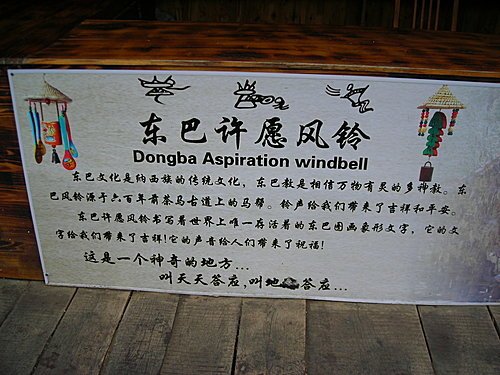 东巴许愿风铃
Dongba Aspiration windbell
东巴文化是纳西族的传统文化，东巴教是相信万物有灵的多神教。东
巴风铃源于六百年前茶马古道上的马帮。铃声给我们带来了吉祥和平安。
东巴许愿风铃书写着世界上唯一存活着的东巴图画象形文字，它的文
字给我们带来了吉祥!它的声音给人们带来了祝福!
这是一个神奇的地方...
叫天天答应,叫地 答应...